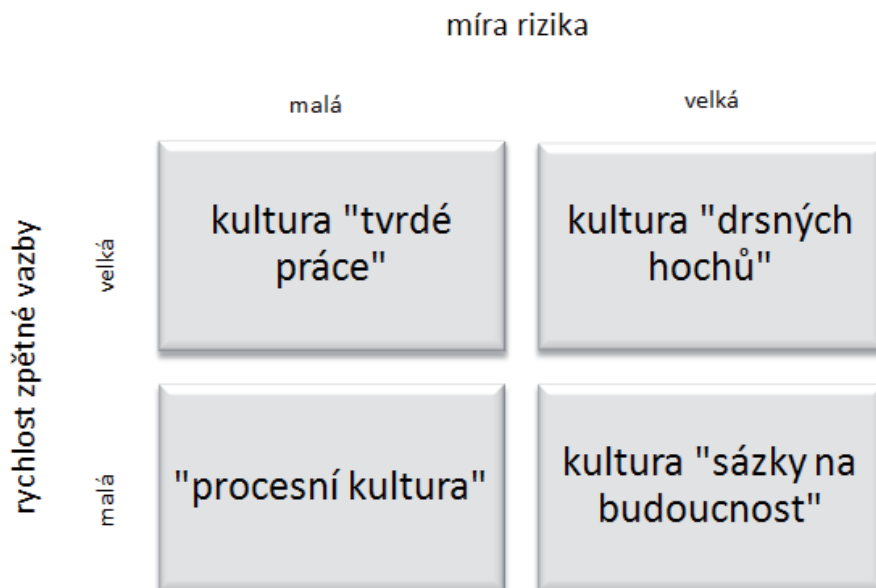 míra rizika
malá
velká
rychlost zpětné vazby
velká
kultura "tvrdé
práce"
kultura "drsných
hochů"
malá
"procesní kultura"
kultura "sázky na
budoucnost"